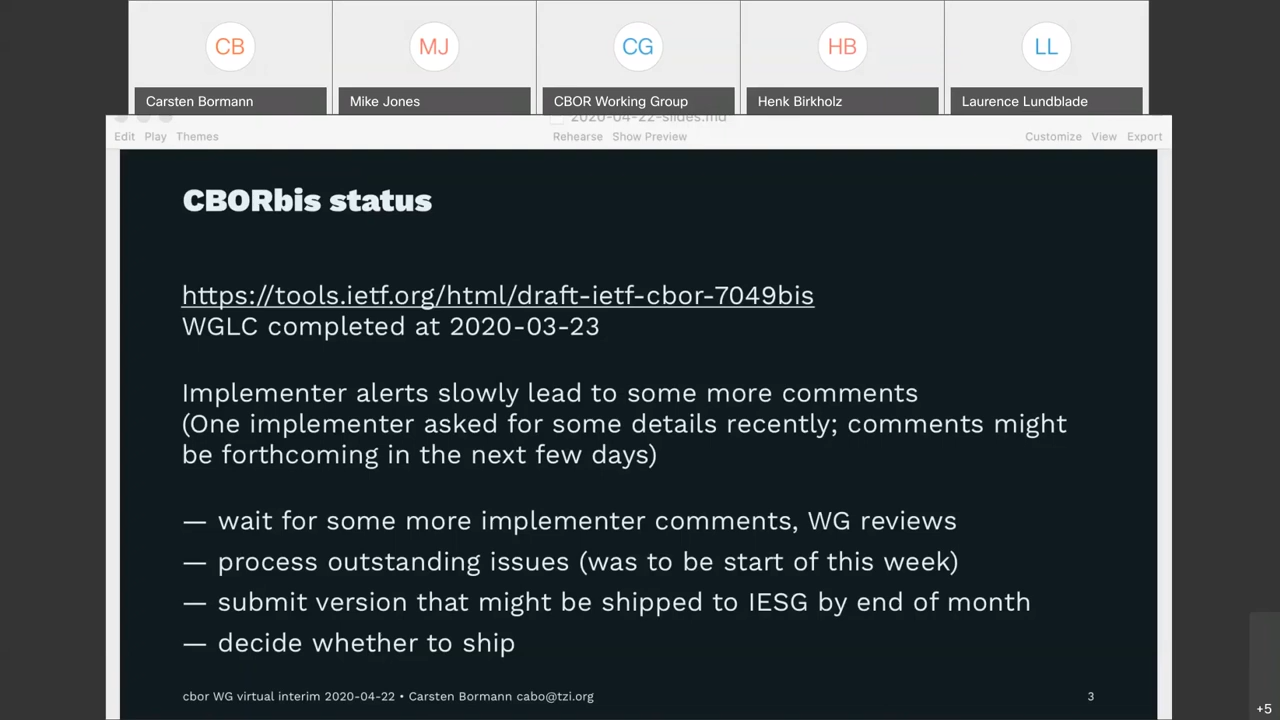 CB
MJ
CG
HB
LL
Carsten Bormann
Mike Jones
CBOR Working Group
Henk Birkholz
Laurence Lundblade
2020-04-22-slides.md
Edit Play Themes
Rehearse Show Preview
Customize View Export
CBORbis status
https://tools.ietf.org/html/draft-ietf-cbor-7049bis
WGLC completed at 2020-03-23
Implementer alerts slowly lead to some more comments
(One implementer asked for some details recently; comments might
be forthcoming in the next few days)
— wait for some more implementer comments, WG reviews
— process outstanding issues (was to be start of this week)
— submit version that might be shipped to IESG by end of month
— decide whether to ship
cbor WG virtual interim 2020-04-22 • Carsten Bormann cabo@tzi.org
3
+5